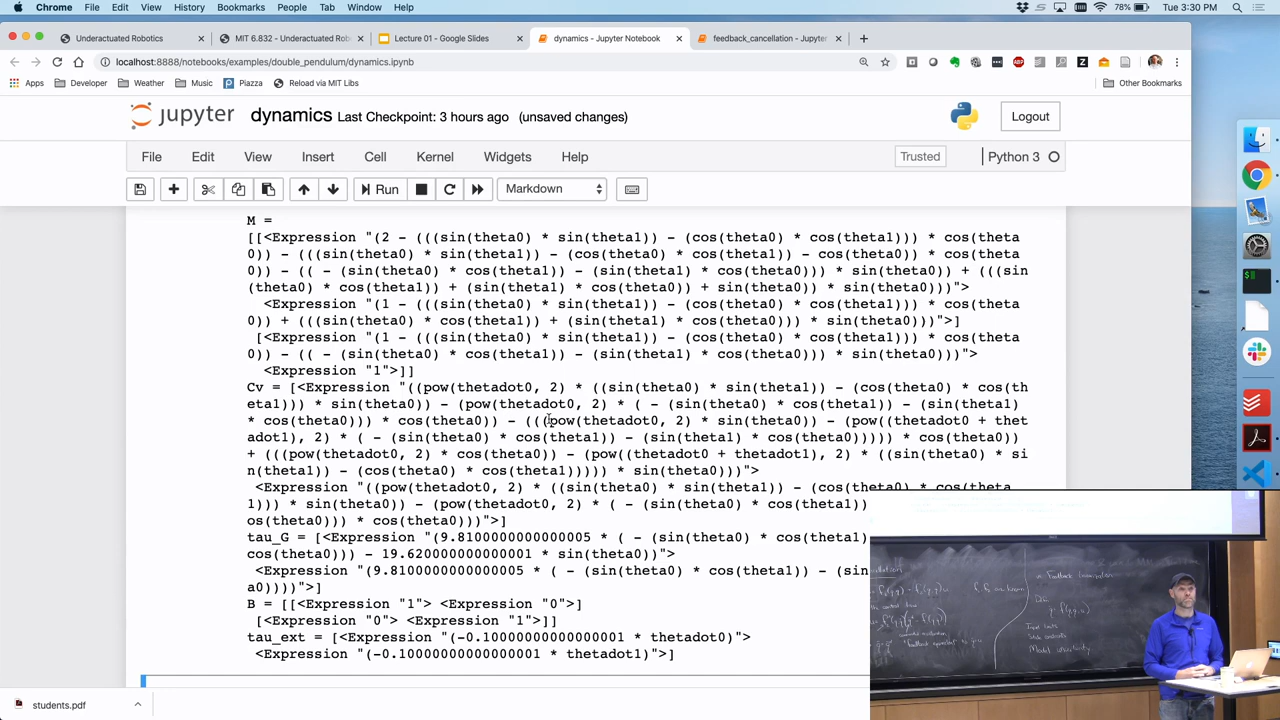 Chrome File Edit View History Bookmarks People Tab Window Help 78% Tue 3:30 PM
Underactuated Robotics MIT 6.832 - Underactuated Rob Lecture 01 - Google Slides dynamics - Jupyter Notebook feedback_cancellation - Jupyter
localhost:8888/notebooks/examples/double_pendulum/dynamics.ipynb
Apps Developer Weather Music Piazza Reload via MIT Libs Other Bookmarks
jupyter dynamics Last Checkpoint: 3 hours ago (unsaved changes) Logout
File Edit View Insert Cell Kernel Widgets Help Trusted Python 3
Run Markdown
M =
[[<Expression "(2 - (((sin(theta0) * sin(theta1)) - (cos(theta0) * cos(theta1))) * cos(theta
0)) - (((sin(theta0) * sin(theta1)) - (cos(theta0) * cos(theta1)) - cos(theta0)) * cos(theta
0)) - (( - (sin(theta0) * cos(theta1)) - (sin(theta1) * cos(theta0))) * sin(theta0)) + (((sin
(theta0) * cos(theta1)) + (sin(theta1) * cos(theta0)) + sin(theta0)) * sin(theta0)))">
<Expression "(1 - (((sin(theta0) * sin(theta1)) - (cos(theta0) * cos(theta1))) * cos(theta
0)) + (((sin(theta0) * cos(theta1)) + (sin(theta1) * cos(theta0))) * sin(theta0)))">]
[<Expression "(1 - (((sin(theta0) * sin(theta1)) - (cos(theta0) * cos(theta1))) * cos(theta
0)) - (( - (sin(theta0) * cos(theta1)) - (sin(theta1) * cos(theta0))) * sin(theta0)))">
<Expression "1">]]
Cv = [<Expression "((pow(thetadot0, 2) * ((sin(theta0) * sin(theta1)) - (cos(theta0) * cos(th
eta1))) * sin(theta0)) - (pow(thetadot0, 2) * ( - (sin(theta0) * cos(theta1)) - (sin(theta1)
* cos(theta0))) * cos(theta0)) - (((pow(thetadot0, 2) * sin(theta0)) - (pow((thetadot0 + thet
adot1), 2) * ( - (sin(theta0) * cos(theta1)) - (sin(theta1) * cos(theta0))))) * cos(theta0))
+ (((pow(thetadot0, 2) * cos(theta0)) - (pow((thetadot0 + thetadot1), 2) * ((sin(theta0) * si
n(theta1)) - (cos(theta0) * cos(theta1))))) * sin(theta0)))">
<Expression "((pow(thetadot0, 2) * ((sin(theta0) * sin(theta1)) - (cos(theta0) * cos(theta
1))) * sin(theta0)) - (pow(thetadot0, 2) * ( - (sin(theta0) * cos(theta1))
os(theta0))) * cos(theta0)))">]
tau_G = [<Expression "(9.8100000000000005 * ( - (sin(theta0) * cos(theta1)
cos(theta0))) - 19.620000000000001 * sin(theta0))">
<Expression "(9.8100000000000005 * ( - (sin(theta0) * cos(theta1)) - (sin
a0))))">]
B = [[<Expression "1"> <Expression "0">]
[<Expression "0"> <Expression "1">]]
tau_ext = [<Expression "(-0.10000000000000001 * thetadot0)">
<Expression "(-0.10000000000000001 * thetadot1)">]
students.pdf
Model uncertainty